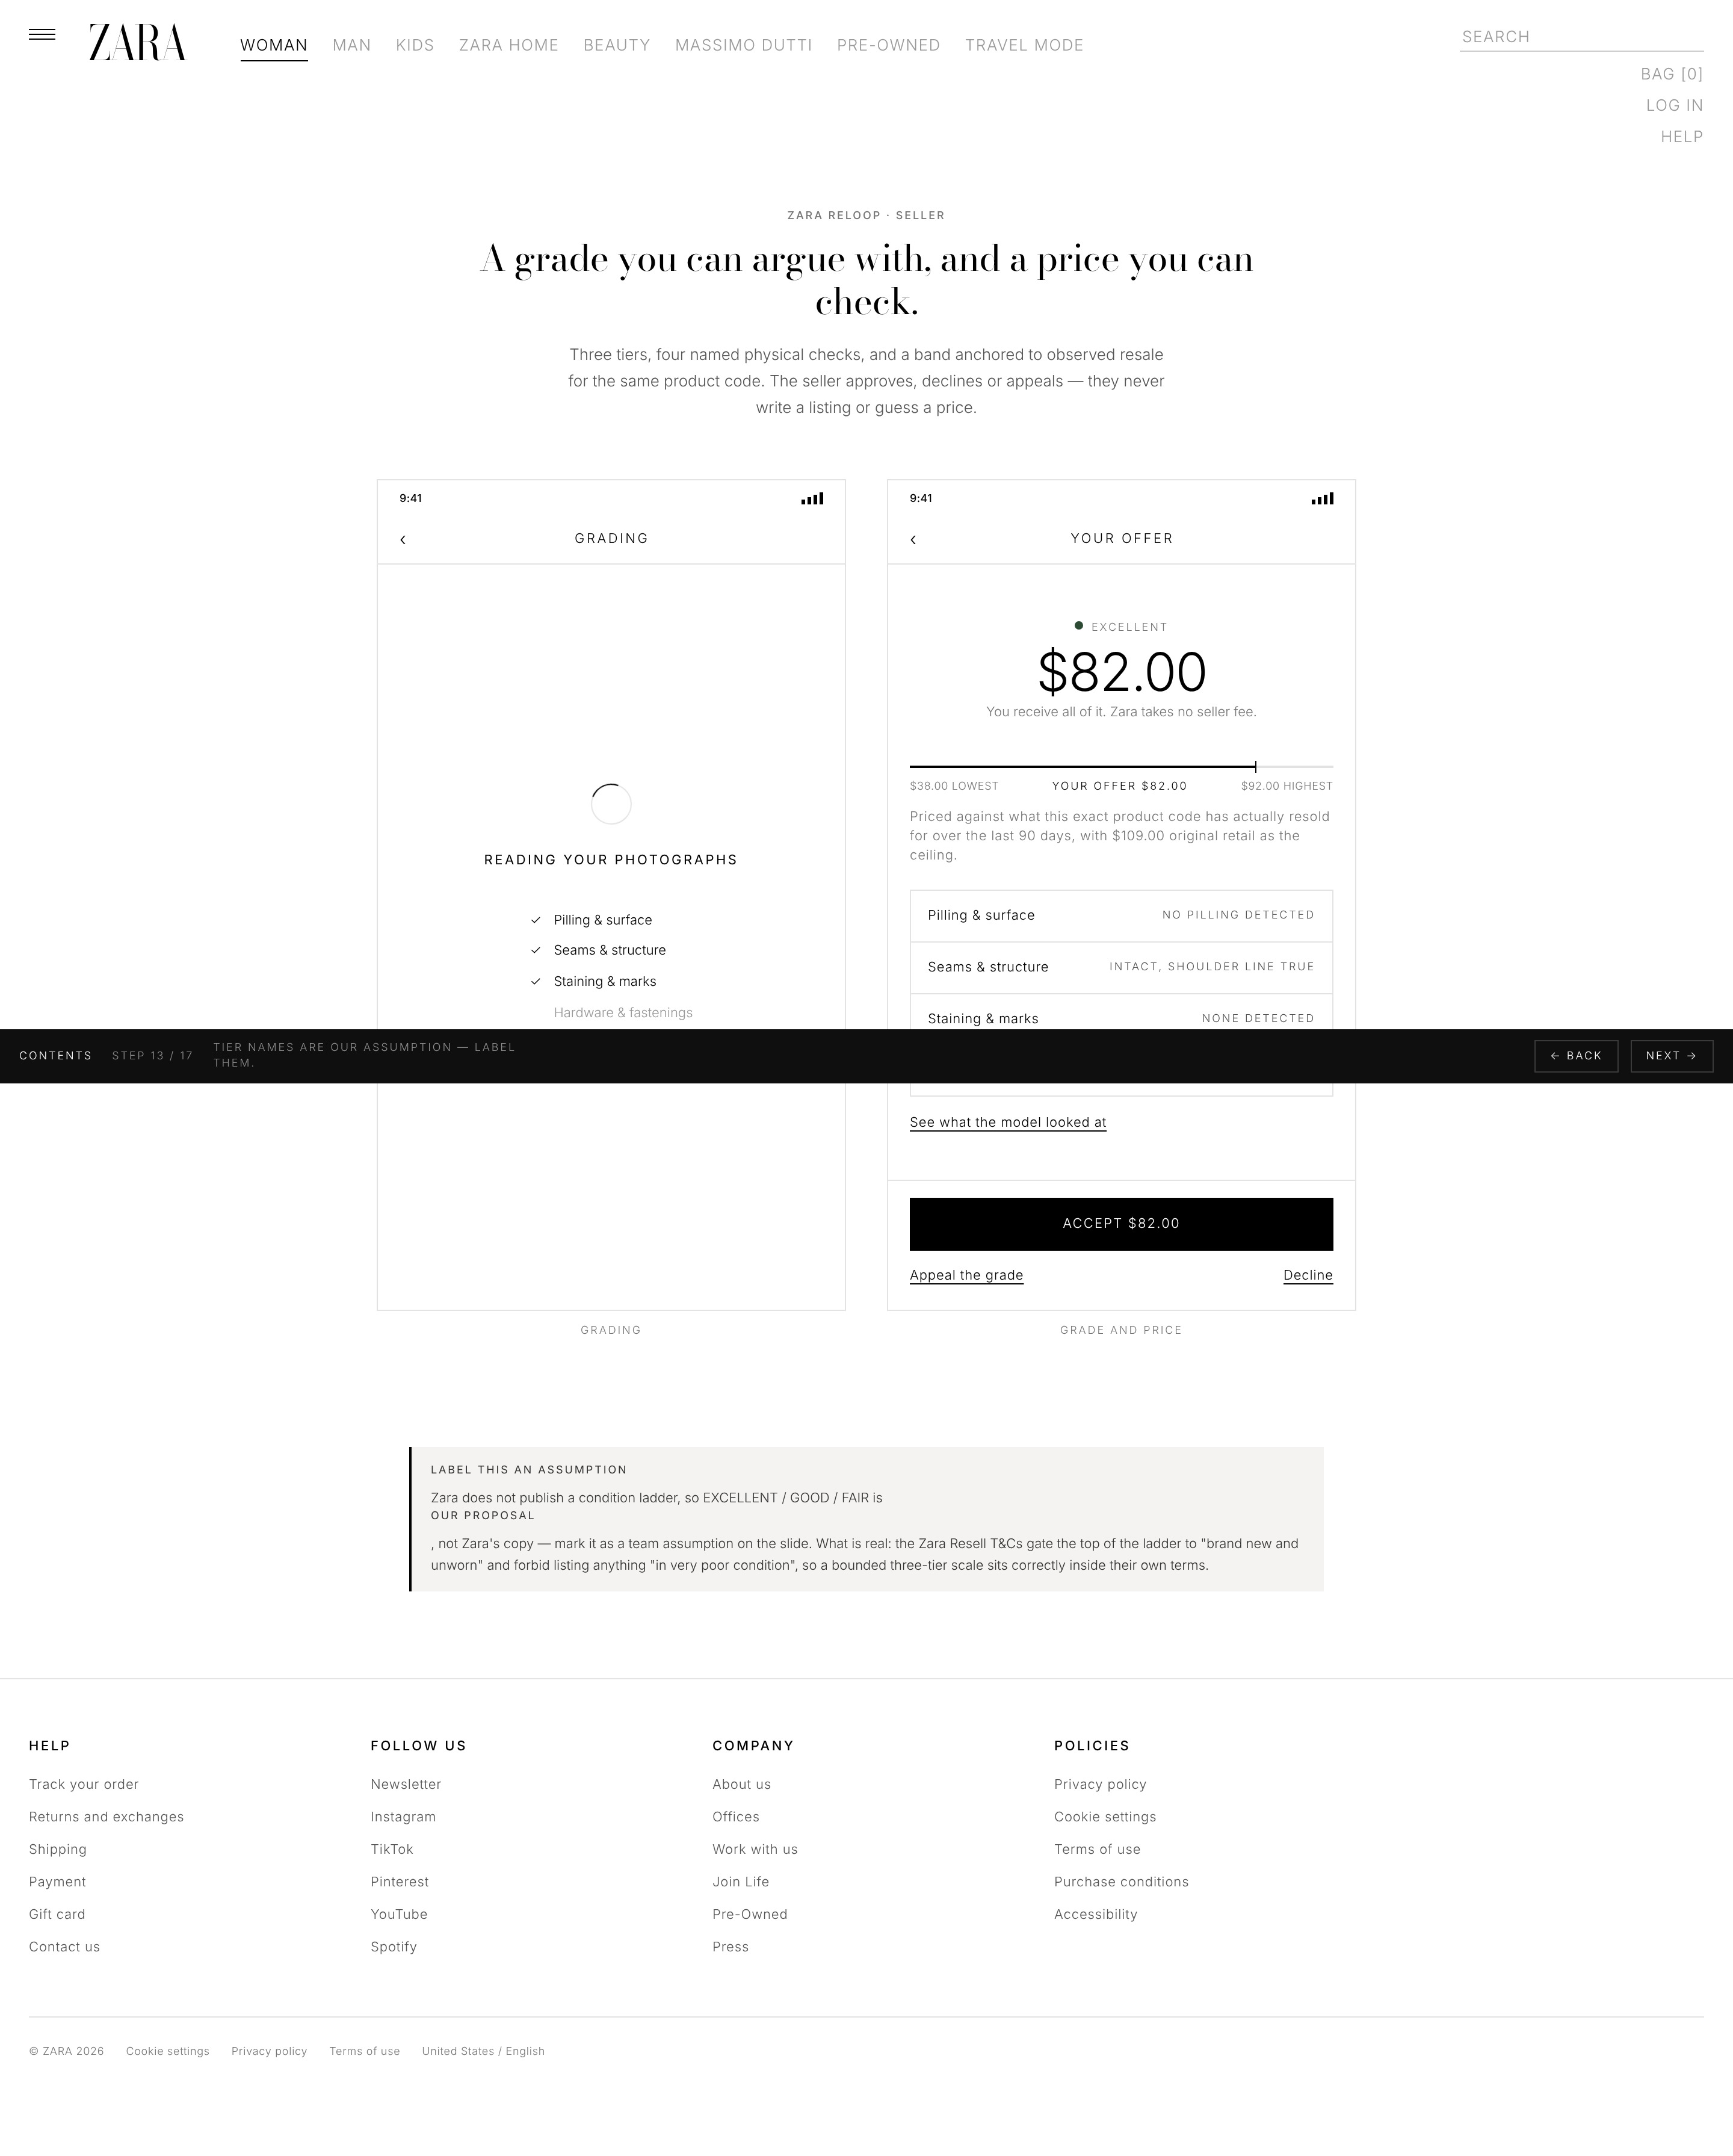 ZARA
WOMAN
MAN
KIDS
ZARA HOME
BEAUTY
MASSIMO DUTTI
PRE-OWNED
TRAVEL MODE
SEARCH
BAG [0]
LOG IN
HELP
ZARA RELOOP · SELLER
A grade you can argue with, and a price you can
check.
Three tiers, four named physical checks, and a band anchored to observed resale
for the same product code. The seller approves, declines or appeals — they never
write a listing or guess a price.
9:41
‹
GRADING
READING YOUR PHOTOGRAPHS
✓ Pilling & surface
✓ Seams & structure
✓ Staining & marks
Hardware & fastenings
GRADING
9:41
‹
YOUR OFFER
EXCELLENT
$82.00
You receive all of it. Zara takes no seller fee.
$38.00 LOWEST
YOUR OFFER $82.00
$92.00 HIGHEST
Priced against what this exact product code has actually resold
for over the last 90 days, with $109.00 original retail as the
ceiling.
Pilling & surface
NO PILLING DETECTED
Seams & structure
INTACT, SHOULDER LINE TRUE
Staining & marks
NONE DETECTED
CONTENTS
STEP 13 / 17
TIER NAMES ARE OUR ASSUMPTION — LABEL
THEM.
← BACK
NEXT →
See what the model looked at
ACCEPT $82.00
Appeal the grade
Decline
GRADE AND PRICE
LABEL THIS AN ASSUMPTION
Zara does not publish a condition ladder, so EXCELLENT / GOOD / FAIR is
OUR PROPOSAL
, not Zara's copy — mark it as a team assumption on the slide. What is real: the Zara Resell T&Cs gate the top of the ladder to "brand new and
unworn" and forbid listing anything "in very poor condition", so a bounded three-tier scale sits correctly inside their own terms.
HELP
Track your order
Returns and exchanges
Shipping
Payment
Gift card
Contact us
FOLLOW US
Newsletter
Instagram
TikTok
Pinterest
YouTube
Spotify
COMPANY
About us
Offices
Work with us
Join Life
Pre-Owned
Press
POLICIES
Privacy policy
Cookie settings
Terms of use
Purchase conditions
Accessibility
© ZARA 2026
Cookie settings
Privacy policy
Terms of use
United States / English